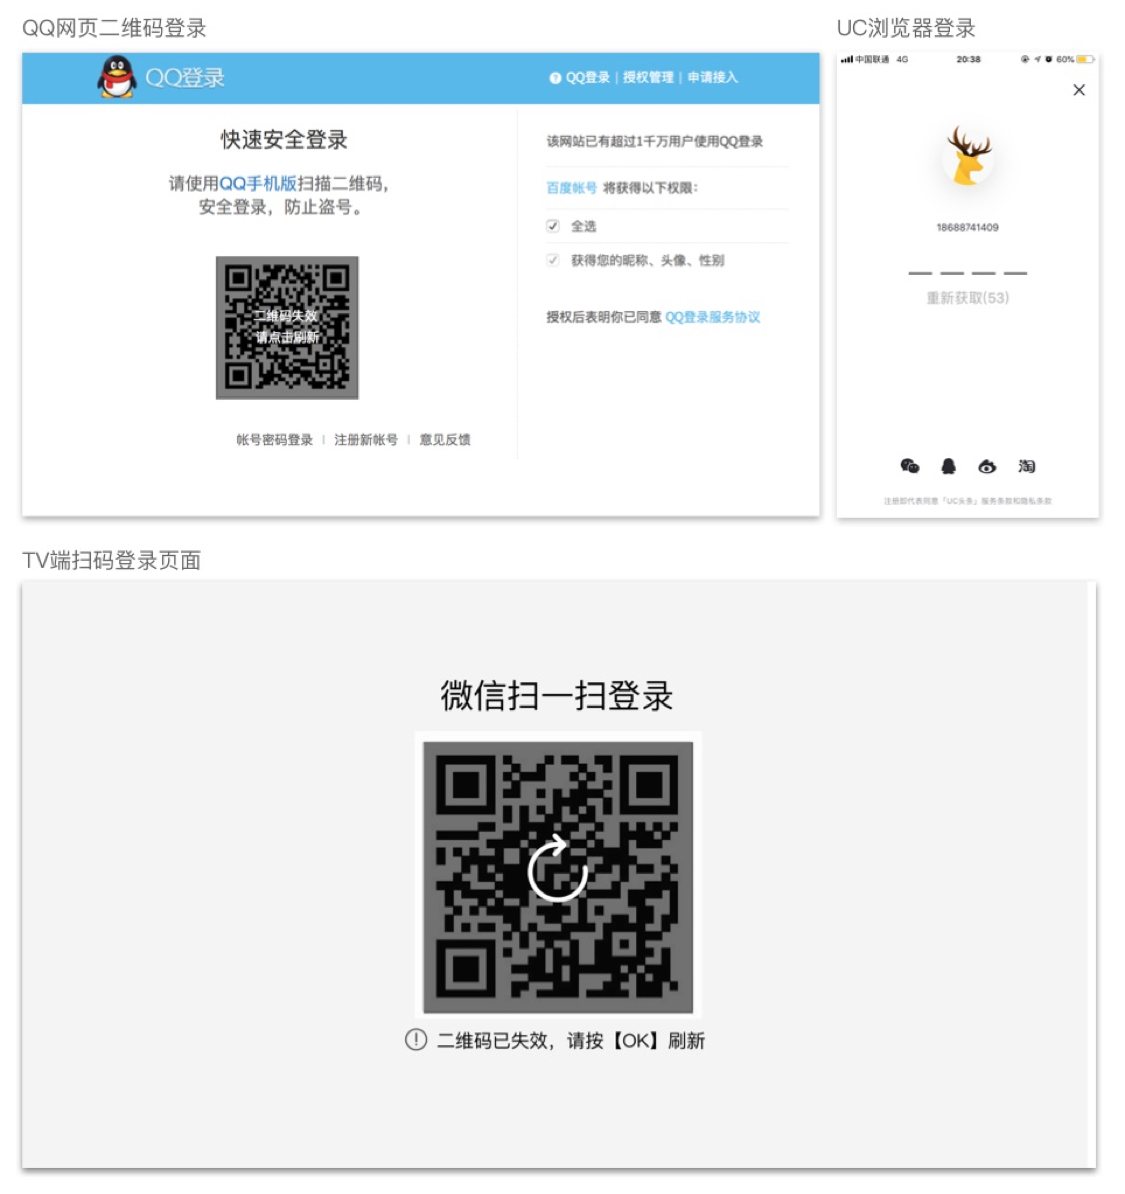 QQ网页二维码登录
QQ登录
QQ登录 | 授权管理 | 申请接入
快速安全登录
请使用QQ手机版扫描二维码，
安全登录，防止盗号。
二维码失效
请点击刷新
帐号密码登录 | 注册新帐号 | 意见反馈
该网站已有超过1千万用户使用QQ登录
百度帐号 将获得以下权限：
全选
获得您的昵称、头像、性别
授权后表明你已同意 QQ登录服务协议
UC浏览器登录
中国联通 4G 20:38 60%
18688741409
重新获取(53)
淘
注册即代表同意「UC头条」服务条款和隐私条款
TV端扫码登录页面
微信扫一扫登录
二维码已失效，请按【OK】刷新